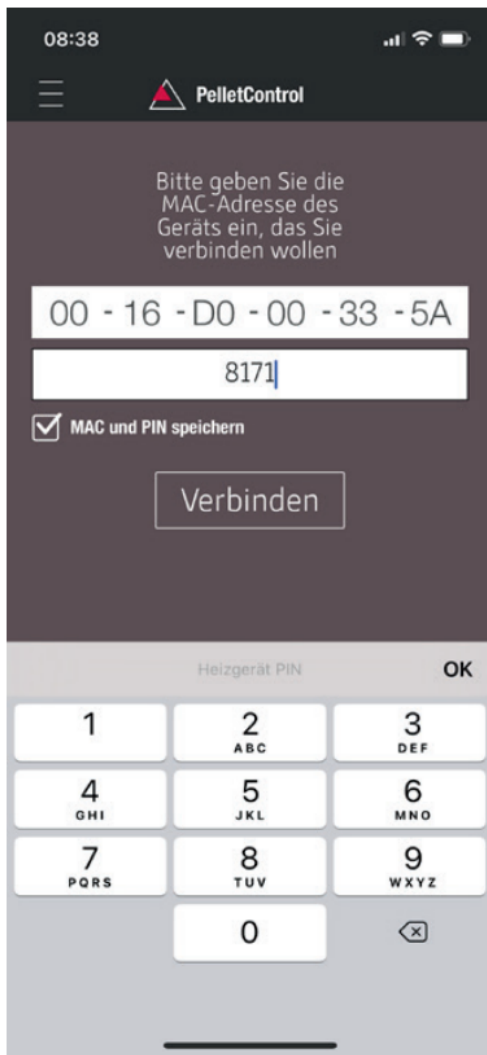 08:38
PelletControl
Bitte geben Sie die
MAC-Adresse des
Geräts ein, das Sie
verbinden wollen
00 - 16 - D0 - 00 - 33 - 5A
8171
MAC und PIN speichern
Verbinden
Heizgerät PIN OK
1 2 3
ABC DEF
4 5 6
GHI JKL MNO
7 8 9
PQRS TUV WXYZ
0